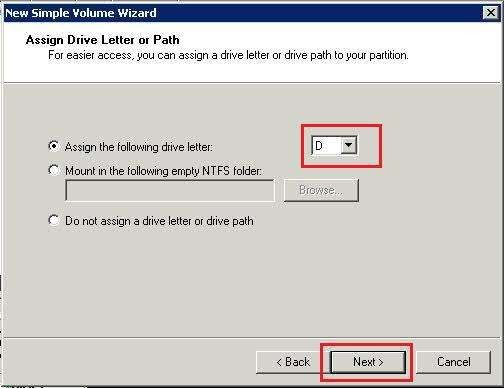 New Simple Volume Wizard
Assign Drive Letter or Path
For easier access, you can assign a drive letter or drive path to your partition.
Assign the following drive letter: D
Mount in the following empty NTFS folder:
Browse...
Do not assign a drive letter or drive path
< Back Next > Cancel